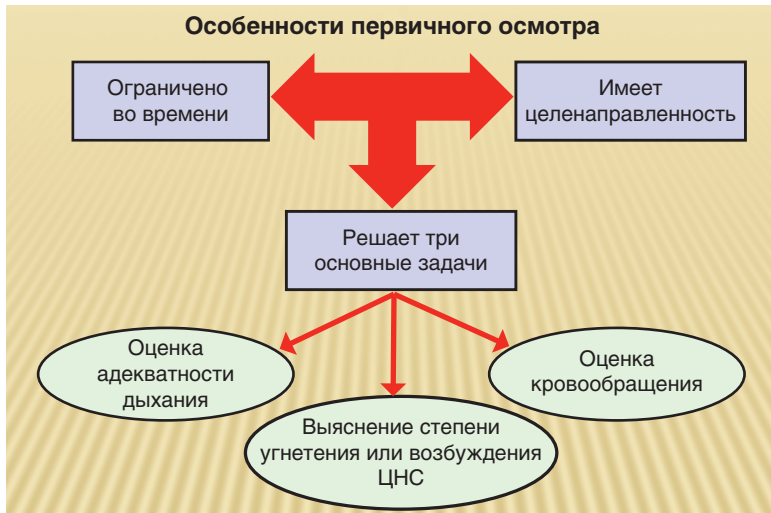 Особенности первичного осмотра
Ограничено
во времени
Имеет
целенаправленность
Решает три
основные задачи
Оценка
адекватности
дыхания
Выяснение степени
угнетения или возбуждения
ЦНС
Оценка
кровообращения